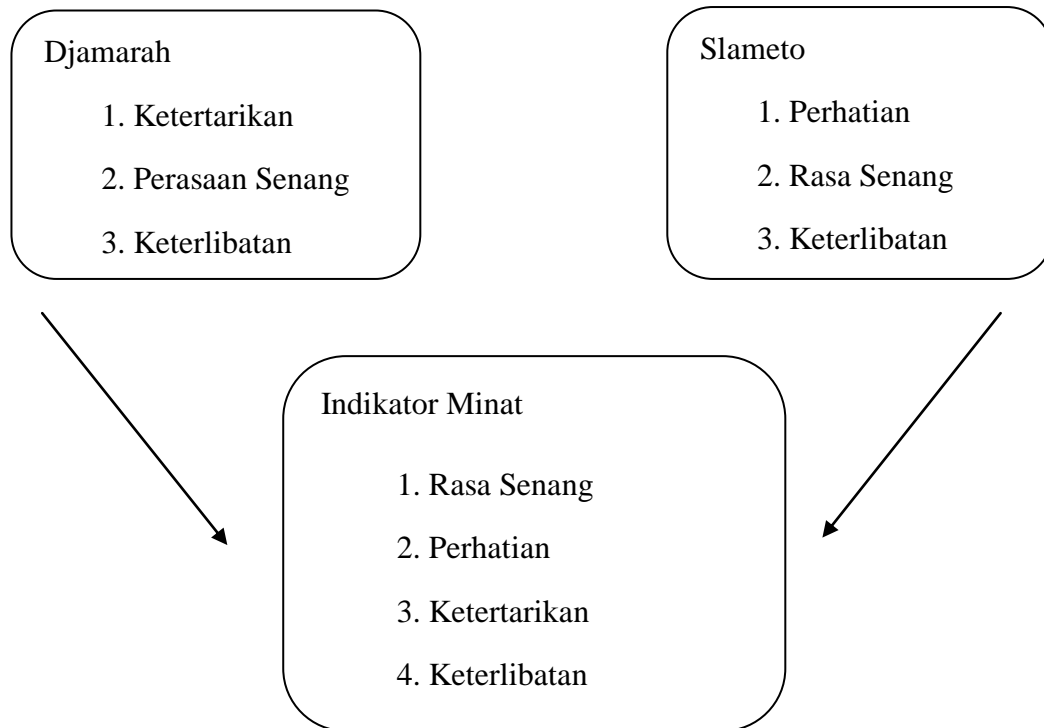 Djamarah
1. Ketertarikan
2. Perasaan Senang
3. Keterlibatan
Slameto
1. Perhatian
2. Rasa Senang
3. Keterlibatan
Indikator Minat
1. Rasa Senang
2. Perhatian
3. Ketertarikan
4. Keterlibatan